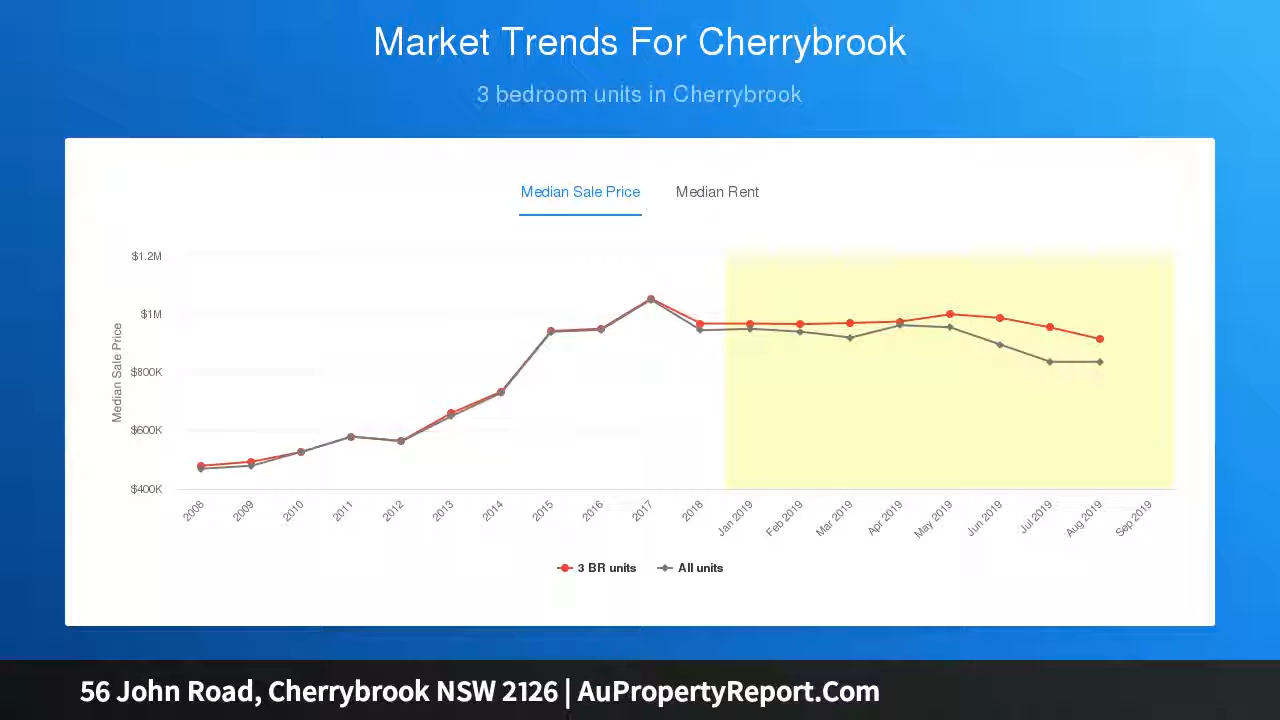 Market Trends For Cherrybrook
3 bedroom units in Cherrybrook
Median Sale Price Median Rent
Median Sale Price
$1.2M
$1M
$800K
$600K
$400K
2008 2009 2010 2011 2012 2013 2014 2015 2016 2017 2018 Jan 2019 Feb 2019 Mar 2019 Apr 2019 May 2019 Jun 2019 Jul 2019 Aug 2019 Sep 2019
3 BR units All units
56 John Road, Cherrybrook NSW 2126 | AuPropertyReport.Com